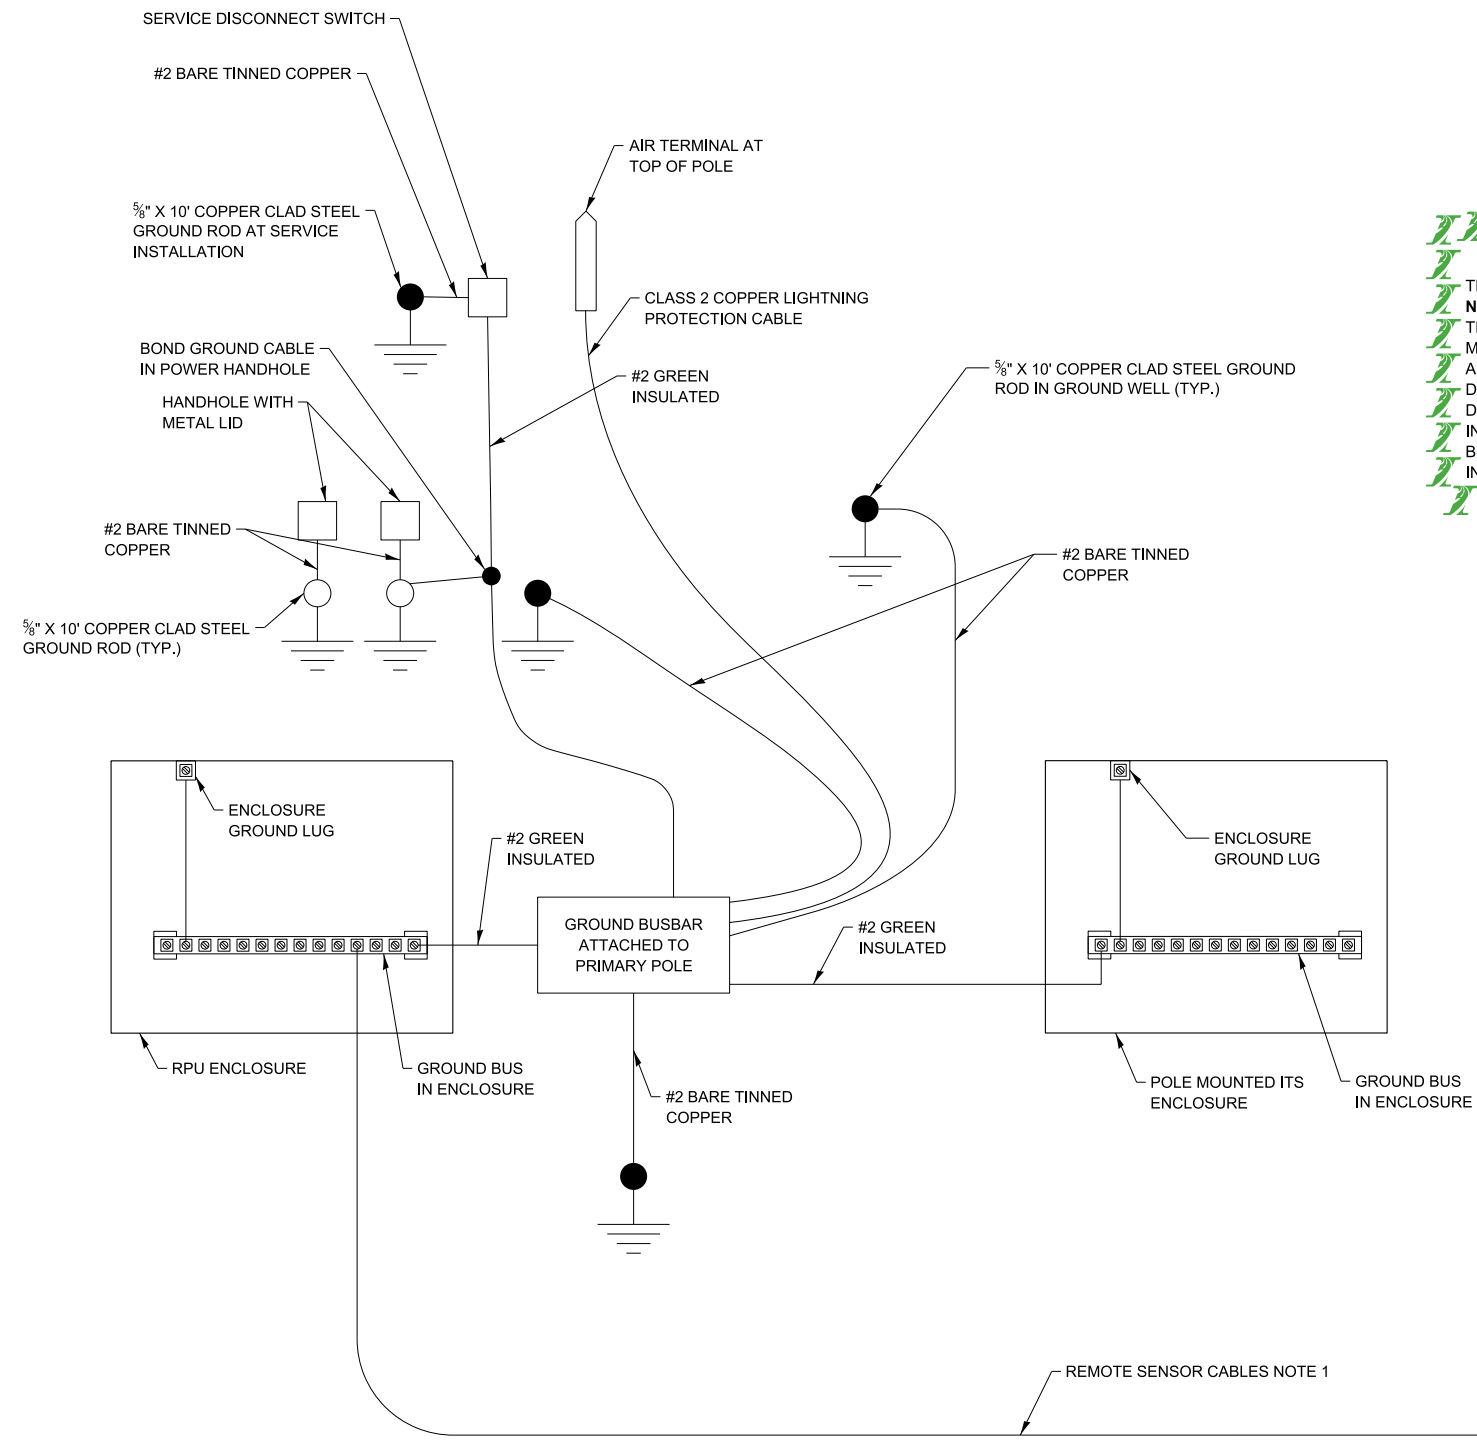 SERVICE DISCONNECT SWITCH
#2 BARE TINNED COPPER
AIR TERMINAL AT
TOP OF POLE
⅝" X 10' COPPER CLAD STEEL
GROUND ROD AT SERVICE
INSTALLATION
CLASS 2 COPPER LIGHTNING
PROTECTION CABLE
BOND GROUND CABLE
IN POWER HANDHOLE
#2 GREEN
INSULATED
⅝" X 10' COPPER CLAD STEEL GROUND
ROD IN GROUND WELL (TYP.)
HANDHOLE WITH
METAL LID
#2 BARE TINNED
COPPER
#2 BARE TINNED
COPPER
⅝" X 10' COPPER CLAD STEEL
GROUND ROD (TYP.)
ENCLOSURE
GROUND LUG
#2 GREEN
INSULATED
ENCLOSURE
GROUND LUG
GROUND BUSBAR
ATTACHED TO
PRIMARY POLE
#2 GREEN
INSULATED
RPU ENCLOSURE
GROUND BUS
IN ENCLOSURE
#2 BARE TINNED
COPPER
POLE MOUNTED ITS
ENCLOSURE
GROUND BUS
IN ENCLOSURE
REMOTE SENSOR CABLES NOTE 1